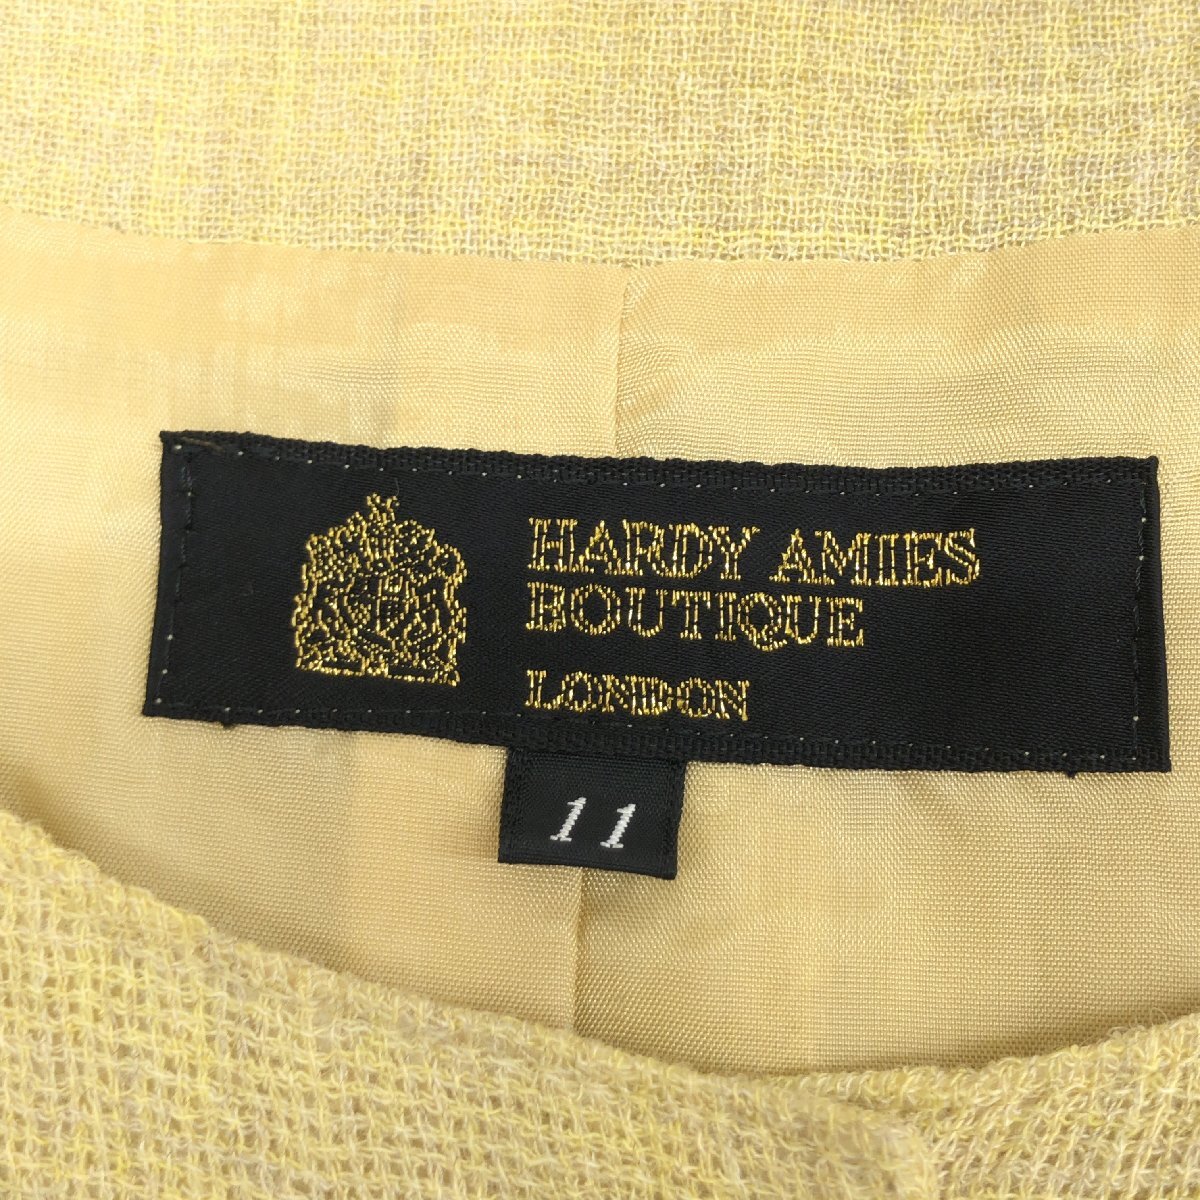 HARDY AMIES
BOUTIQUE
LONDON
11